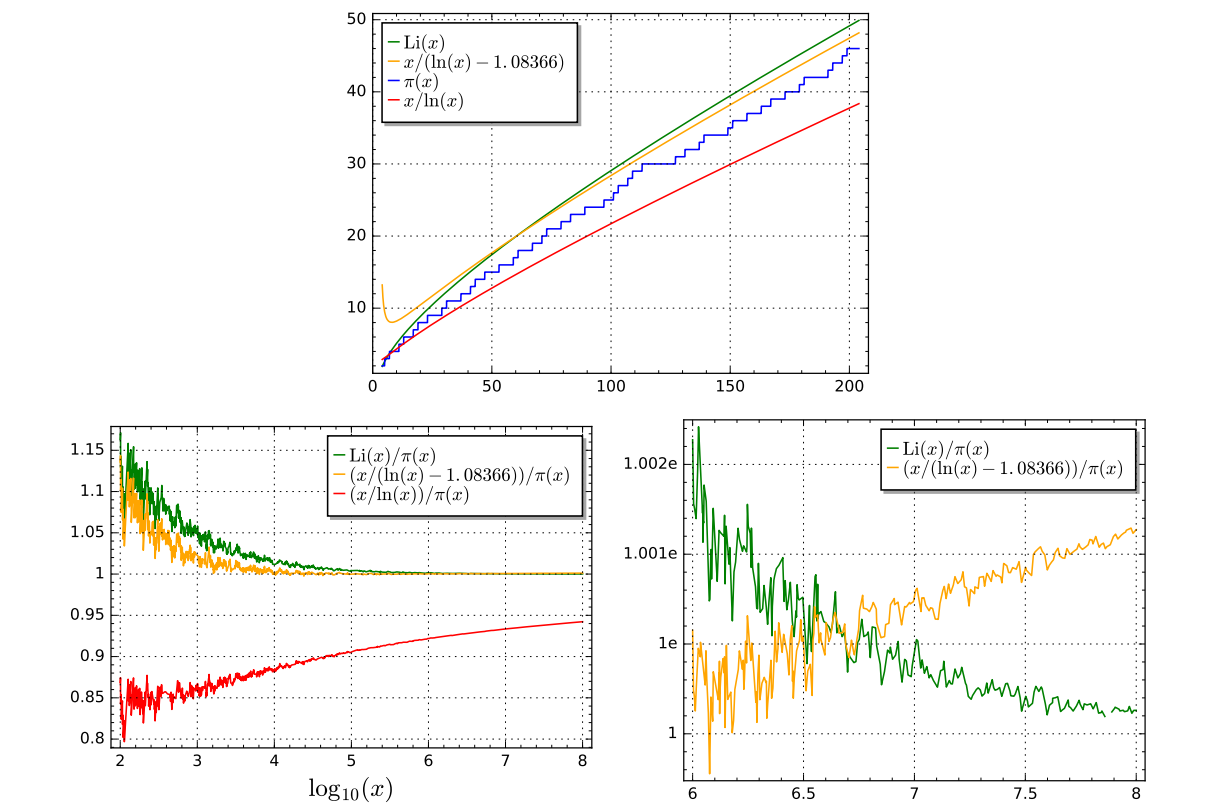 50
40
30
20
10
0 50 100 150 200
Li(x)
x/(ln(x) − 1.08366)
π(x)
x/ln(x)
1.15
1.1
1.05
1
0.95
0.9
0.85
0.8
2 3 4 5 6 7 8
log₁₀(x)
Li(x)/π(x)
(x/(ln(x) − 1.08366))/π(x)
(x/ln(x))/π(x)
1.002e
1.001e
1e
1
6 6.5 7 7.5 8
Li(x)/π(x)
(x/(ln(x) − 1.08366))/π(x)